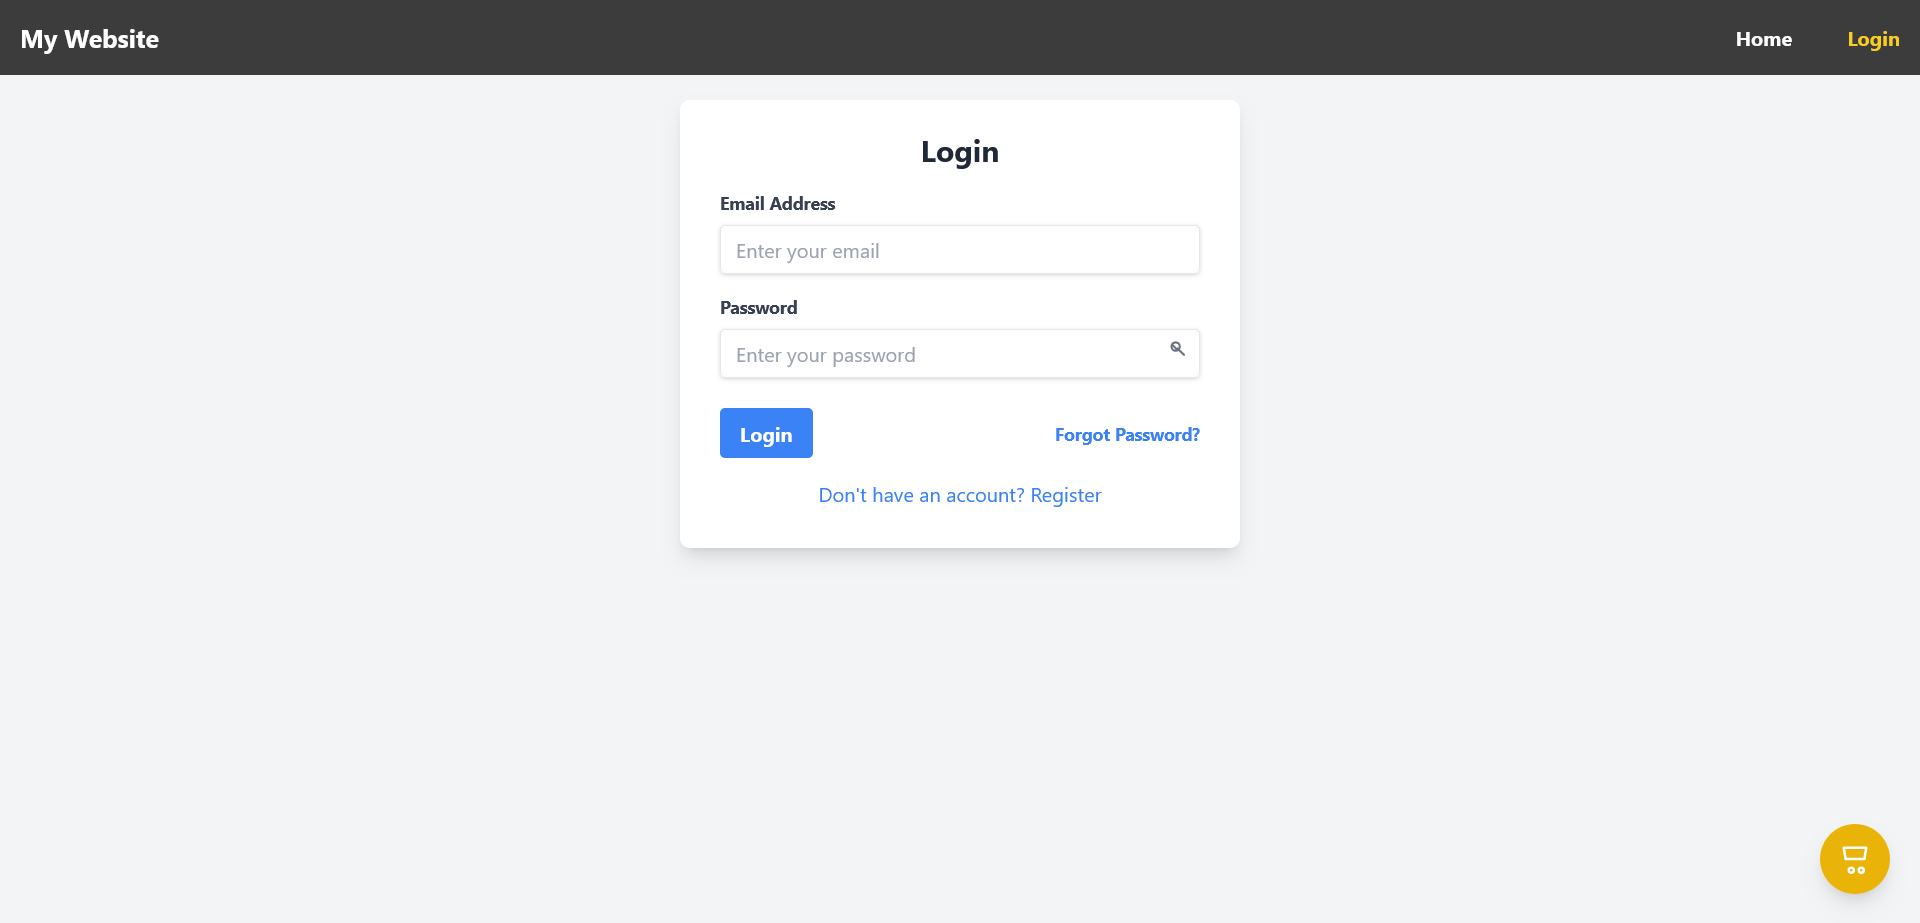 My Website
Home
Login
Login
Email Address
Enter your email
Password
Enter your password
Login
Forgot Password?
Don't have an account? Register